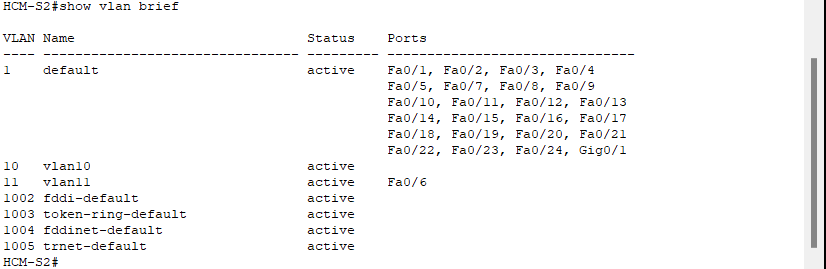 HCM-S2#show vlan brief
VLAN Name                             Status    Ports
---- -------------------------------- --------- -------------------------------
1    default                          active    Fa0/1, Fa0/2, Fa0/3, Fa0/4
                                                Fa0/5, Fa0/7, Fa0/8, Fa0/9
                                                Fa0/10, Fa0/11, Fa0/12, Fa0/13
                                                Fa0/14, Fa0/15, Fa0/16, Fa0/17
                                                Fa0/18, Fa0/19, Fa0/20, Fa0/21
                                                Fa0/22, Fa0/23, Fa0/24, Gig0/1
10   vlan10                           active
11   vlan11                           active    Fa0/6
1002 fddi-default                     active
1003 token-ring-default               active
1004 fddinet-default                  active
1005 trnet-default                    active
HCM-S2#